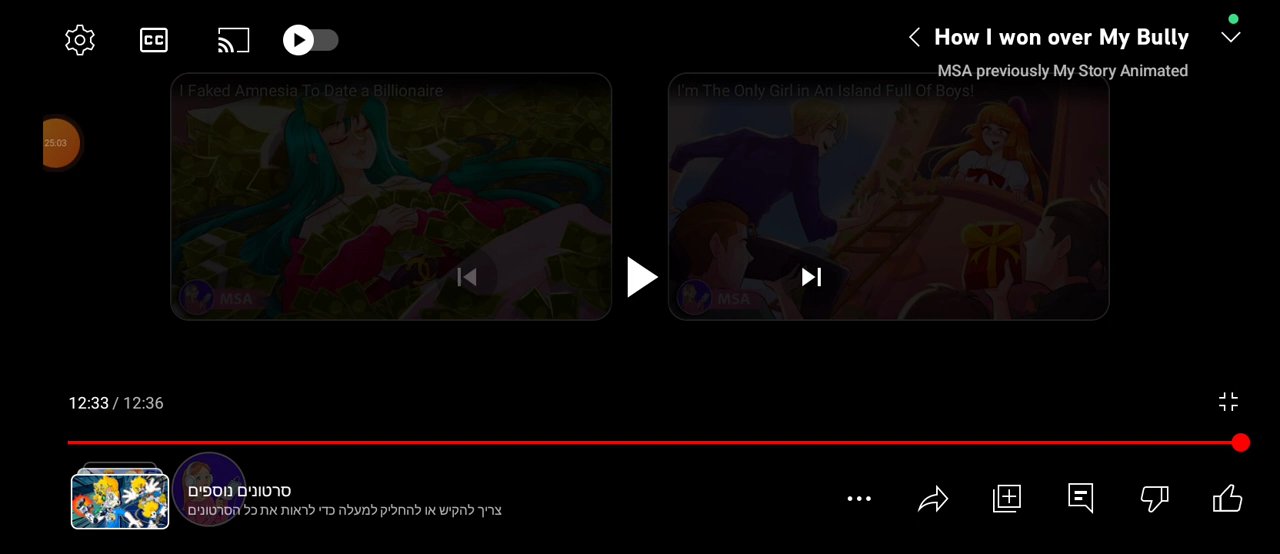 CC
How I won over My Bully
MSA previously My Story Animated
I Faked Amnesia To Date a Billionaire
I'm The Only Girl in An Island Full Of Boys!
25:03
MSA
MSA
12:33 / 12:36
סרטונים נוספים
צריך להקיש או להחליק למעלה כדי לראות את כל הסרטונים